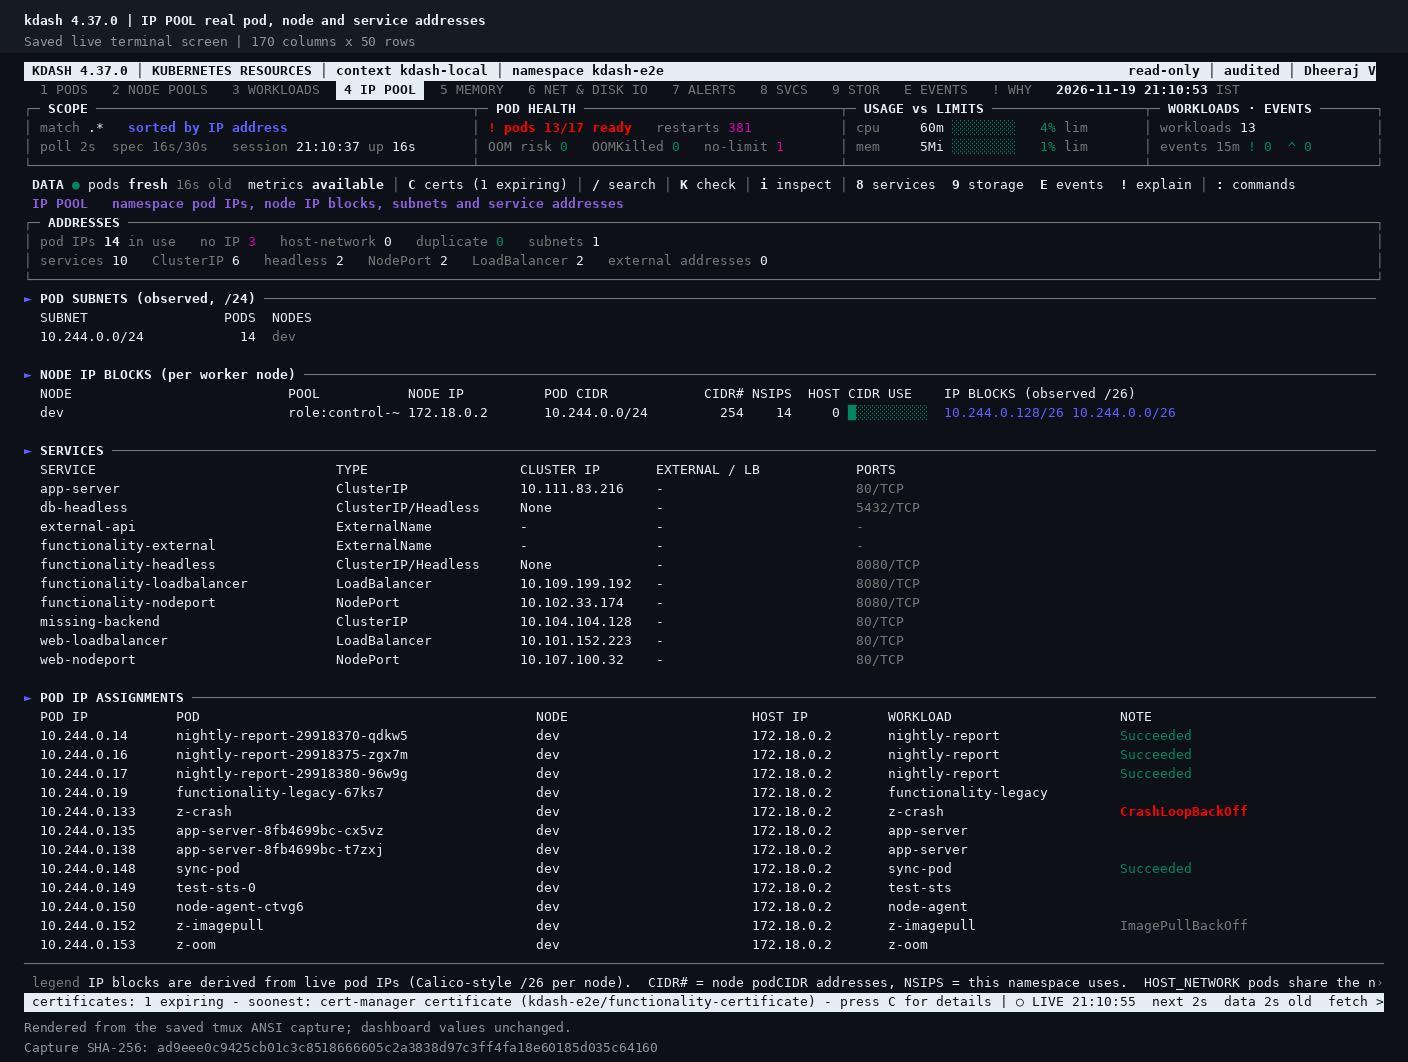 kdash 4.37.0 | IP POOL real pod, node and service addresses
Saved live terminal screen | 170 columns x 50 rows
KDASH 4.37.0 │ KUBERNETES RESOURCES │ context kdash-local │ namespace kdash-e2e read-only │ audited │ Dheeraj V
1 PODS 2 NODE POOLS 3 WORKLOADS 4 IP POOL 5 MEMORY 6 NET & DISK IO 7 ALERTS 8 SVCS 9 STOR E EVENTS ! WHY 2026-11-19 21:10:53 IST
SCOPE POD HEALTH USAGE vs LIMITS WORKLOADS · EVENTS
match .* sorted by IP address │ ! pods 13/17 ready restarts 381 │ cpu 60m ░░░░░░░░ 4% lim │ workloads 13
poll 2s spec 16s/30s session 21:10:37 up 16s │ OOM risk 0 OOMKilled 0 no-limit 1 │ mem 5Mi ░░░░░░░░ 1% lim │ events 15m ! 0 ^ 0
DATA ● pods fresh 16s old metrics available │ C certs (1 expiring) │ / search │ K check │ i inspect │ 8 services 9 storage E events ! explain │ : commands
IP POOL namespace pod IPs, node IP blocks, subnets and service addresses
ADDRESSES
pod IPs 14 in use no IP 3 host-network 0 duplicate 0 subnets 1
services 10 ClusterIP 6 headless 2 NodePort 2 LoadBalancer 2 external addresses 0
► POD SUBNETS (observed, /24)
SUBNET PODS NODES
10.244.0.0/24 14 dev
► NODE IP BLOCKS (per worker node)
NODE POOL NODE IP POD CIDR CIDR# NSIPS HOST CIDR USE IP BLOCKS (observed /26)
dev role:control-~ 172.18.0.2 10.244.0.0/24 254 14 0 █░░░░░░░░░ 10.244.0.128/26 10.244.0.0/26
► SERVICES
SERVICE TYPE CLUSTER IP EXTERNAL / LB PORTS
app-server ClusterIP 10.111.83.216 - 80/TCP
db-headless ClusterIP/Headless None - 5432/TCP
external-api ExternalName - - -
functionality-external ExternalName - - -
functionality-headless ClusterIP/Headless None - 8080/TCP
functionality-loadbalancer LoadBalancer 10.109.199.192 - 8080/TCP
functionality-nodeport NodePort 10.102.33.174 - 8080/TCP
missing-backend ClusterIP 10.104.104.128 - 80/TCP
web-loadbalancer LoadBalancer 10.101.152.223 - 80/TCP
web-nodeport NodePort 10.107.100.32 - 80/TCP
► POD IP ASSIGNMENTS
POD IP POD NODE HOST IP WORKLOAD NOTE
10.244.0.14 nightly-report-29918370-qdkw5 dev 172.18.0.2 nightly-report Succeeded
10.244.0.16 nightly-report-29918375-zgx7m dev 172.18.0.2 nightly-report Succeeded
10.244.0.17 nightly-report-29918380-96w9g dev 172.18.0.2 nightly-report Succeeded
10.244.0.19 functionality-legacy-67ks7 dev 172.18.0.2 functionality-legacy
10.244.0.133 z-crash dev 172.18.0.2 z-crash CrashLoopBackOff
10.244.0.135 app-server-8fb4699bc-cx5vz dev 172.18.0.2 app-server
10.244.0.138 app-server-8fb4699bc-t7zxj dev 172.18.0.2 app-server
10.244.0.148 sync-pod dev 172.18.0.2 sync-pod Succeeded
10.244.0.149 test-sts-0 dev 172.18.0.2 test-sts
10.244.0.150 node-agent-ctvg6 dev 172.18.0.2 node-agent
10.244.0.152 z-imagepull dev 172.18.0.2 z-imagepull ImagePullBackOff
10.244.0.153 z-oom dev 172.18.0.2 z-oom
legend IP blocks are derived from live pod IPs (Calico-style /26 per node). CIDR# = node podCIDR addresses, NSIPS = this namespace uses. HOST_NETWORK pods share the n›
certificates: 1 expiring - soonest: cert-manager certificate (kdash-e2e/functionality-certificate) - press C for details | ○ LIVE 21:10:55 next 2s data 2s old fetch >
Rendered from the saved tmux ANSI capture; dashboard values unchanged.
Capture SHA-256: ad9eee0c9425cb01c3c8518666605c2a3838d97c3ff4fa18e60185d035c64160